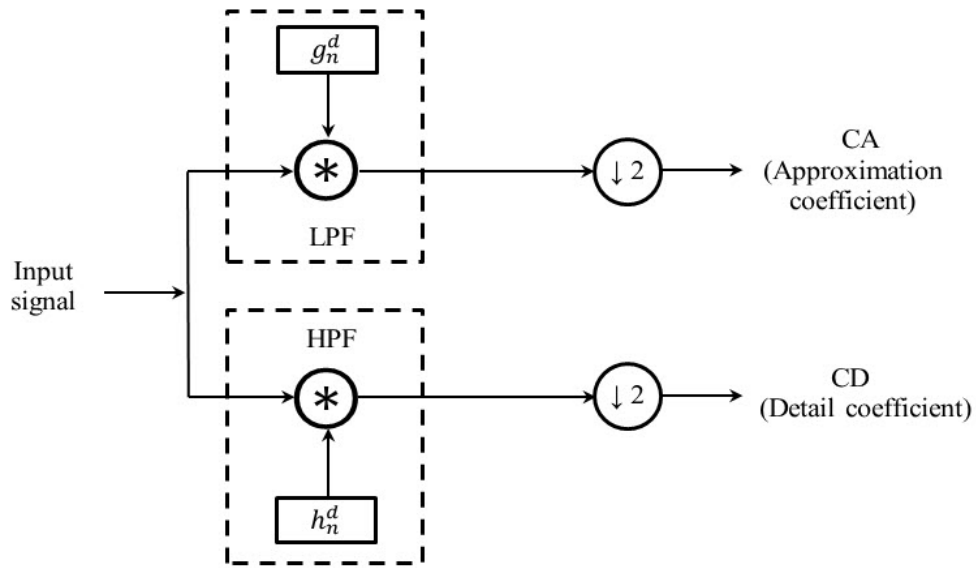 g_n^d
*
LPF
↓ 2
CA
(Approximation
coefficient)
Input
signal
HPF
*
h_n^d
↓ 2
CD
(Detail coefficient)